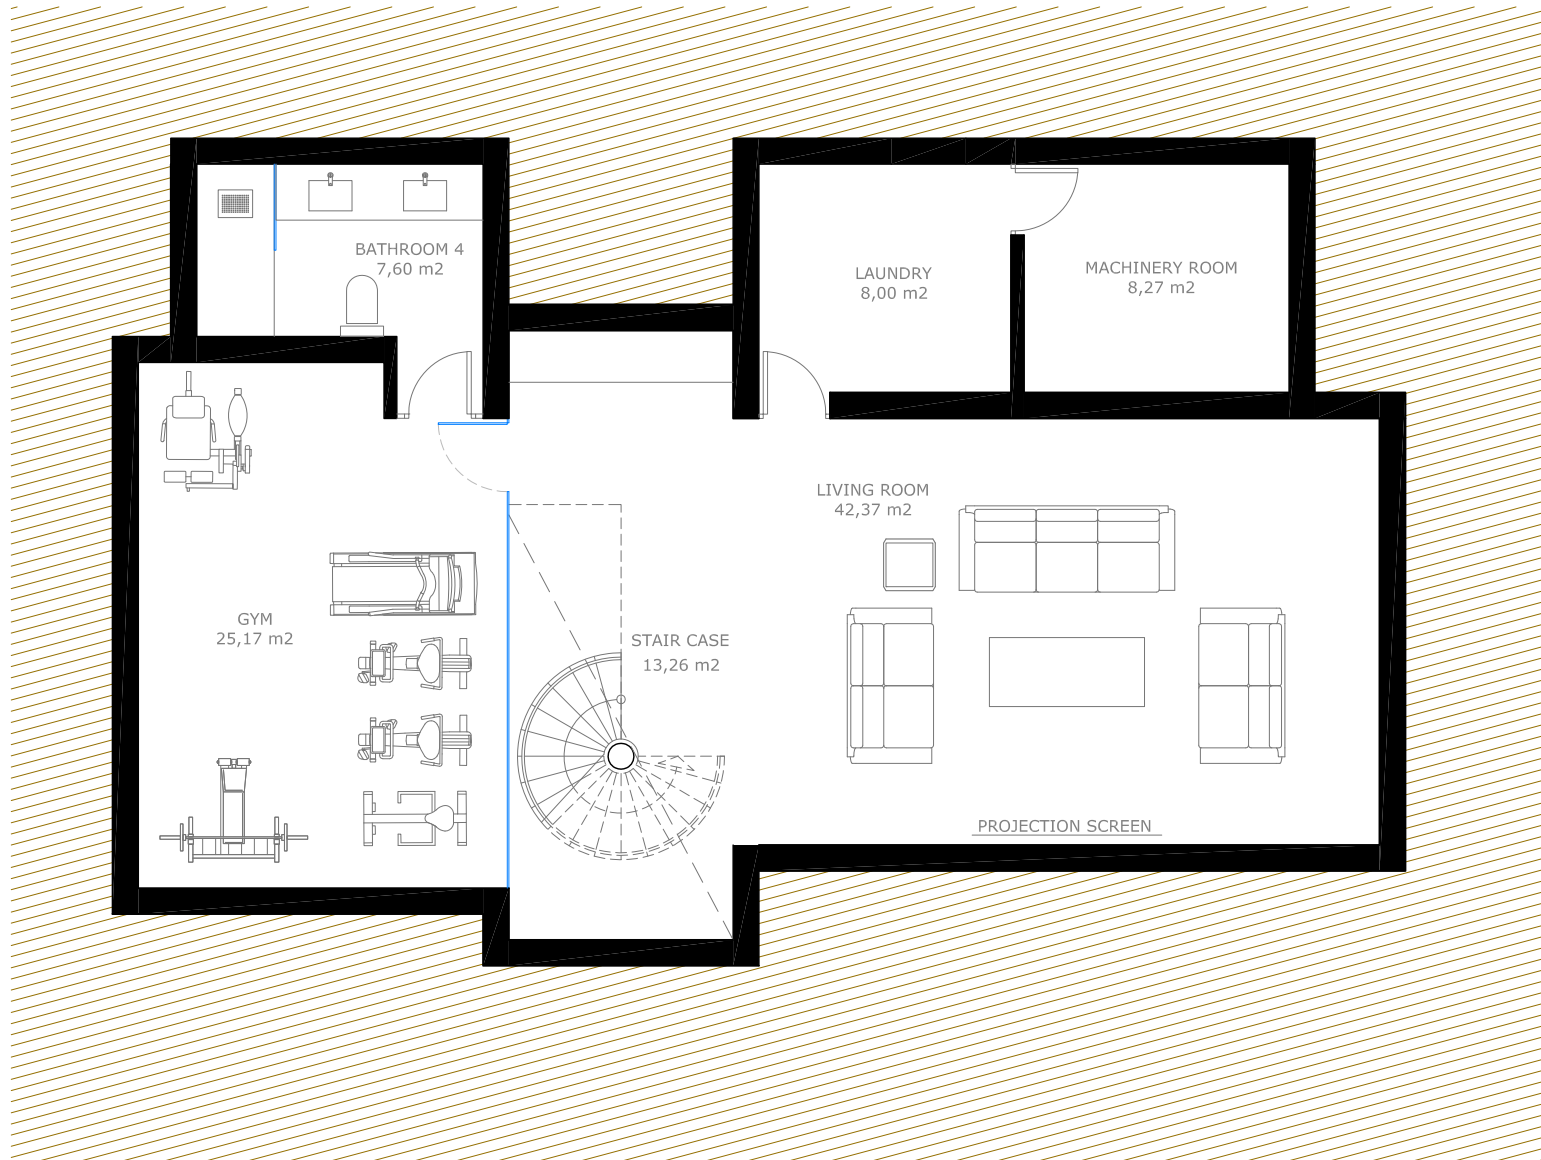 BATHROOM 4
7,60 m2
LAUNDRY
8,00 m2
MACHINERY ROOM
8,27 m2
LIVING ROOM
42,37 m2
GYM
25,17 m2
STAIR CASE
13,26 m2
PROJECTION SCREEN